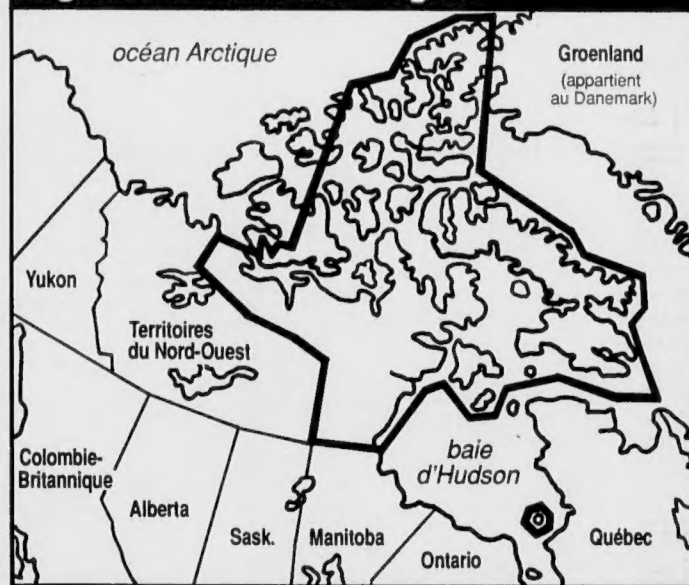 océan Arctique
Groenland
(appartient
au Danemark)
Yukon
Territoires
du Nord-Ouest
Colombie-
Britannique
Alberta
Sask.
Manitoba
baie
d'Hudson
Ontario
Québec